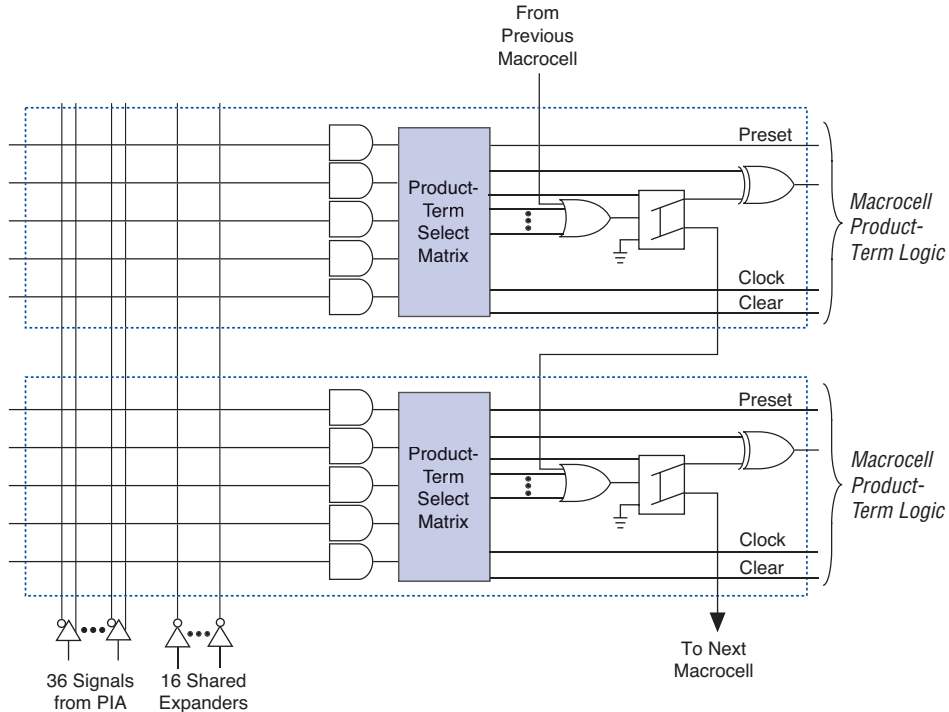 From
Previous
Macrocell
Preset
Product-
Term
Select
Matrix
Macrocell
Product-
Term Logic
Clock
Clear
Preset
Product-
Term
Select
Matrix
Macrocell
Product-
Term Logic
Clock
Clear
To Next
Macrocell
36 Signals
from PIA
16 Shared
Expanders